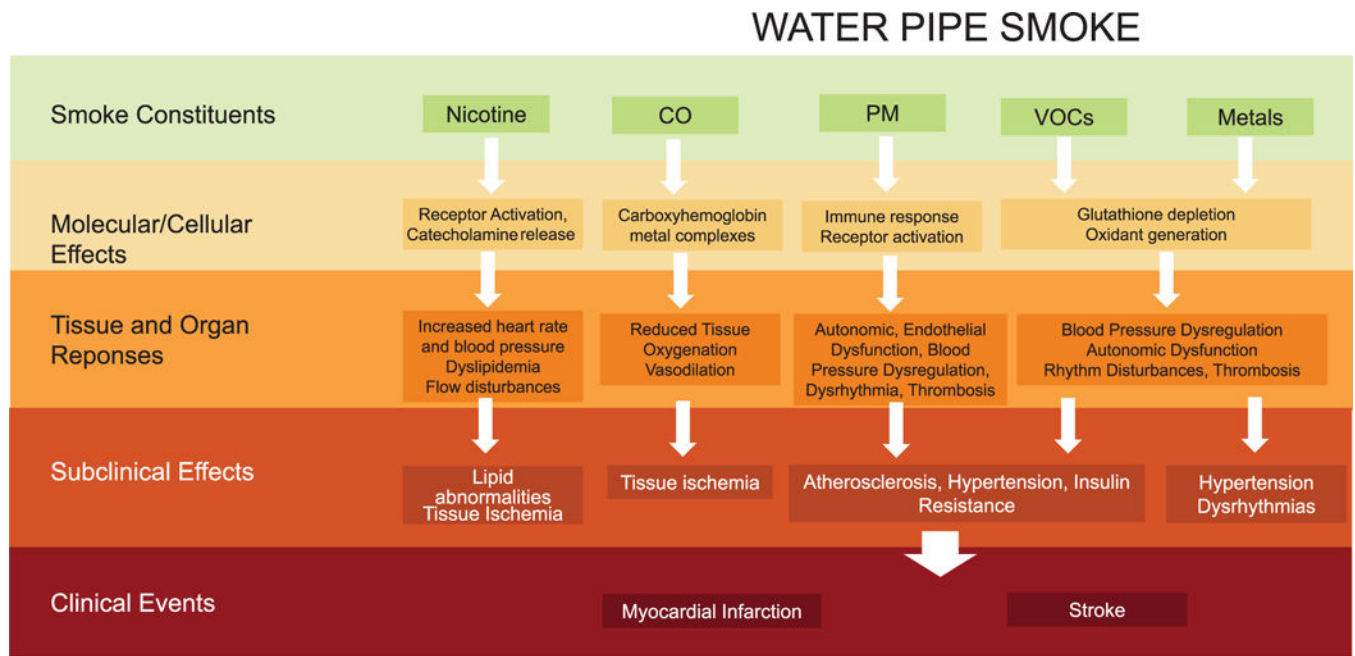 WATER PIPE SMOKE
Smoke Constituents
Nicotine
CO
PM
VOCs
Metals
Molecular/Cellular
Effects
Receptor Activation,
Catecholamine release
Carboxyhemoglobin
metal complexes
Immune response
Receptor activation
Glutathione depletion
Oxidant generation
Tissue and Organ
Reponses
Increased heart rate
and blood pressure
Dyslipidemia
Flow disturbances
Reduced Tissue
Oxygenation
Vasodilation
Autonomic, Endothelial
Dysfunction, Blood
Pressure Dysregulation,
Dysrhythmia, Thrombosis
Blood Pressure Dysregulation
Autonomic Dysfunction
Rhythm Disturbances, Thrombosis
Subclinical Effects
Lipid
abnormalities
Tissue Ischemia
Tissue ischemia
Atherosclerosis, Hypertension, Insulin
Resistance
Hypertension
Dysrhythmias
Clinical Events
Myocardial Infarction
Stroke